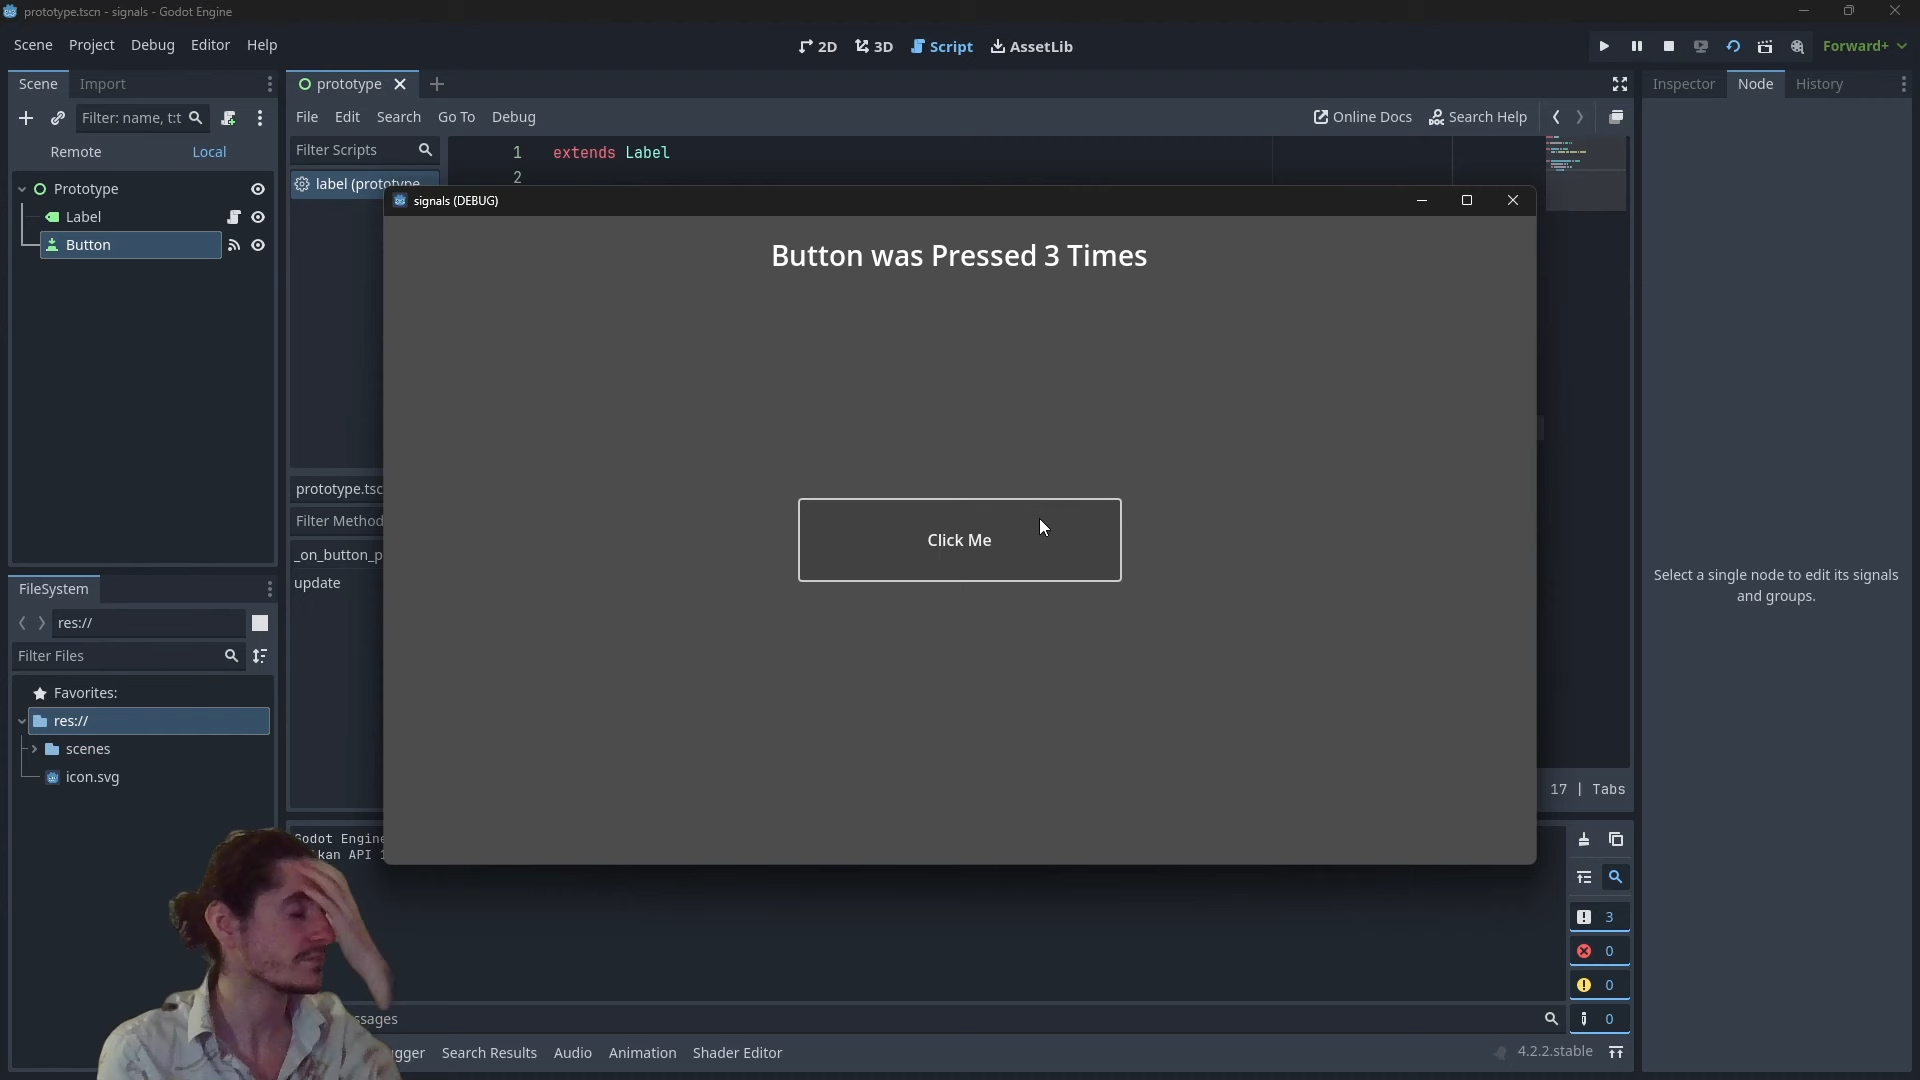 prototype.tscn - signals - Godot Engine
Scene Project Debug Editor Help
2D 3D Script AssetLib
Forward+
Scene Import
prototype
Inspector Node History
Filter: name, t:t
File Edit Search Go To Debug
Online Docs Search Help
Remote Local
Filter Scripts
1 extends Label
2
label (prototype
Prototype
Label
Button
signals (DEBUG)
Button was Pressed 3 Times
Click Me
prototype.tsc
Filter Method
_on_button_p
update
Select a single node to edit its signals
and groups.
FileSystem
res://
Filter Files
Favorites:
res://
scenes
icon.svg
17 | Tabs
Godot Engine
kan API 1
3
0
0
0
ssages
gger Search Results Audio Animation Shader Editor
4.2.2.stable